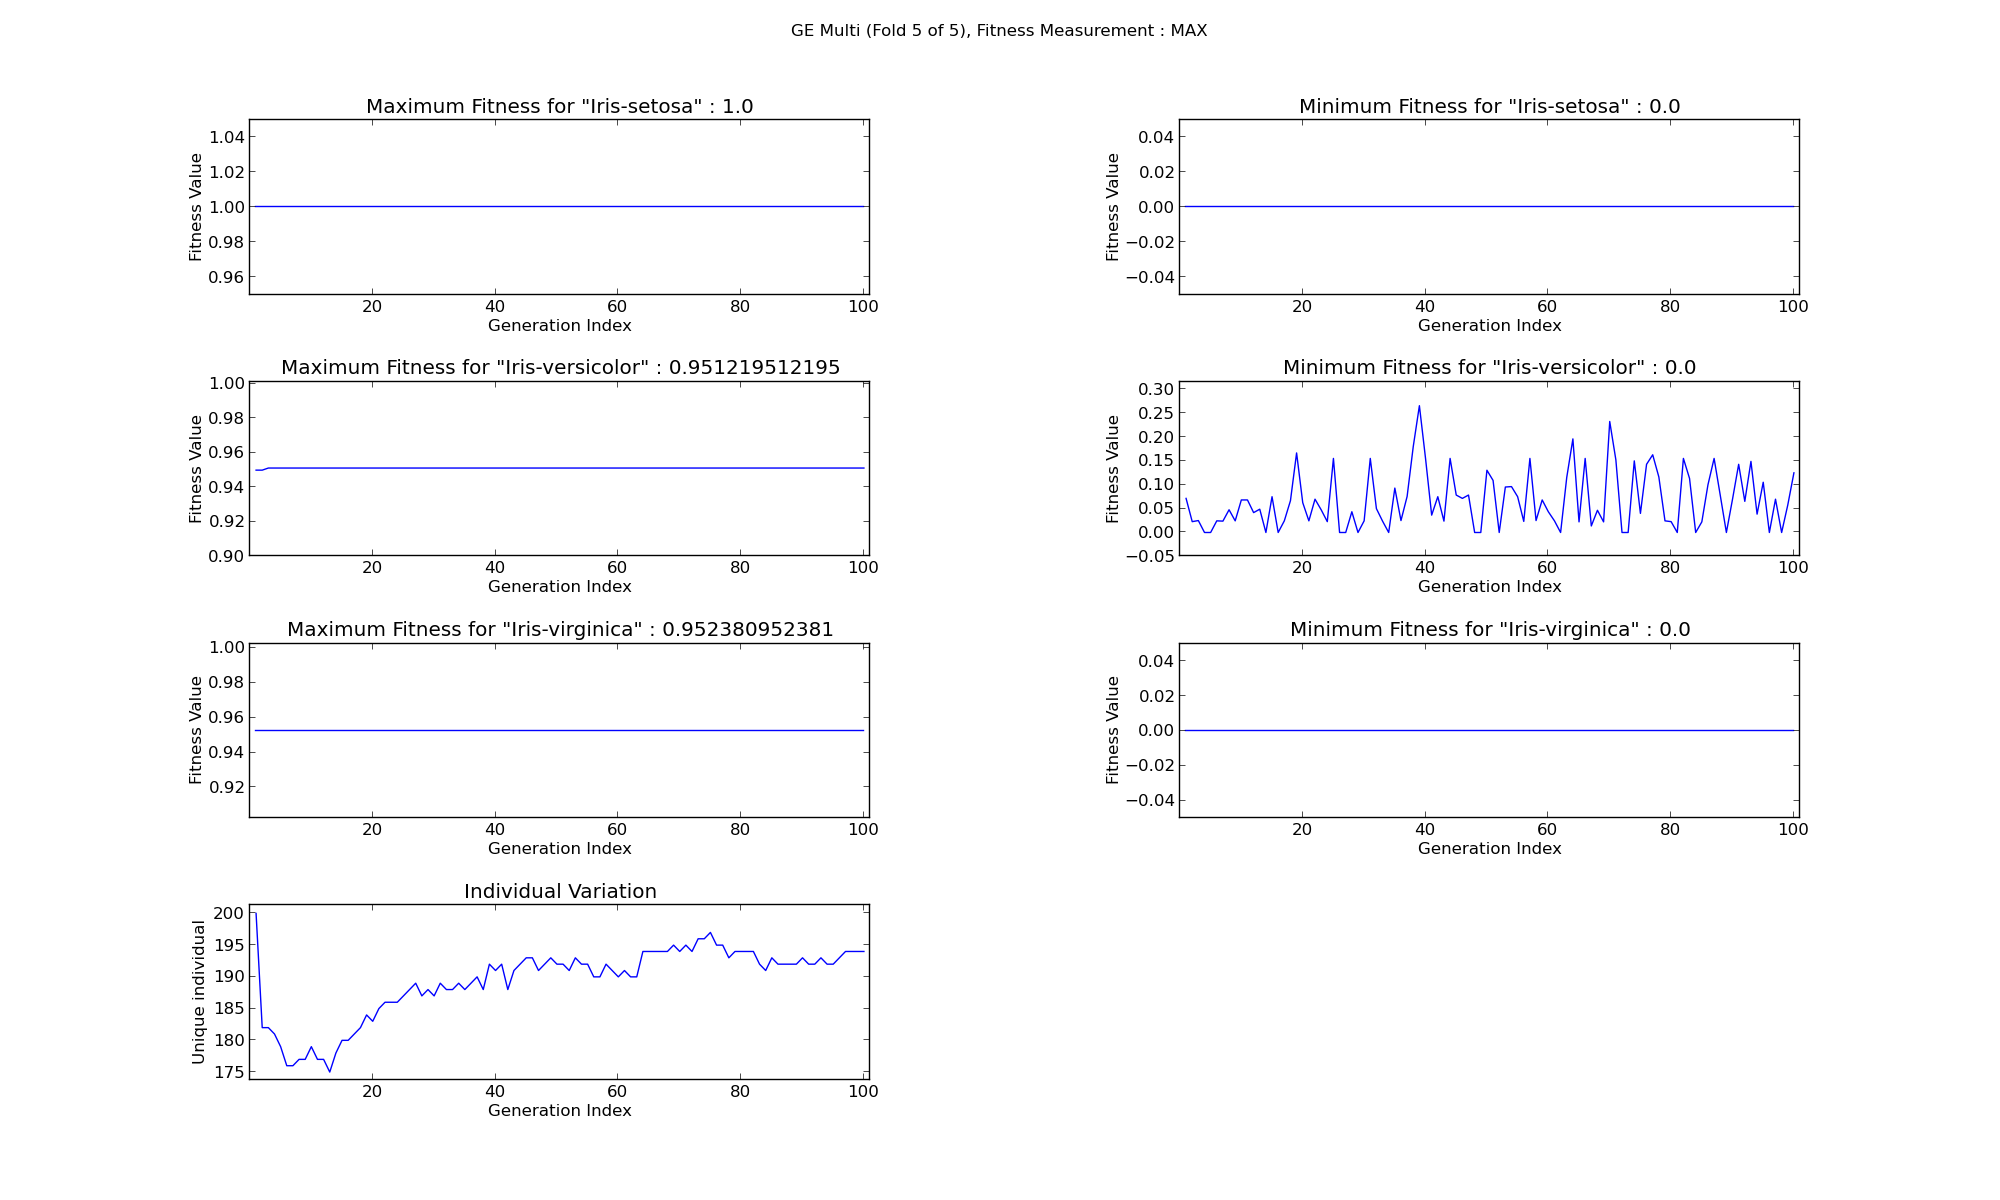 GE Multi (Fold 5 of 5), Fitness Measurement : MAX
Maximum Fitness for "Iris-setosa" : 1.0
1.04
1.02
1.00
0.98
0.96
Fitness Value
20 40 60 80 100
Generation Index
Minimum Fitness for "Iris-setosa" : 0.0
0.04
0.02
0.00
−0.02
−0.04
Fitness Value
20 40 60 80 100
Generation Index
Maximum Fitness for "Iris-versicolor" : 0.951219512195
1.00
0.98
0.96
0.94
0.92
0.90
Fitness Value
20 40 60 80 100
Generation Index
Minimum Fitness for "Iris-versicolor" : 0.0
0.30
0.25
0.20
0.15
0.10
0.05
0.00
−0.05
Fitness Value
20 40 60 80 100
Generation Index
Maximum Fitness for "Iris-virginica" : 0.952380952381
1.00
0.98
0.96
0.94
0.92
Fitness Value
20 40 60 80 100
Generation Index
Minimum Fitness for "Iris-virginica" : 0.0
0.04
0.02
0.00
−0.02
−0.04
Fitness Value
20 40 60 80 100
Generation Index
Individual Variation
200
195
190
185
180
175
Unique individual
20 40 60 80 100
Generation Index